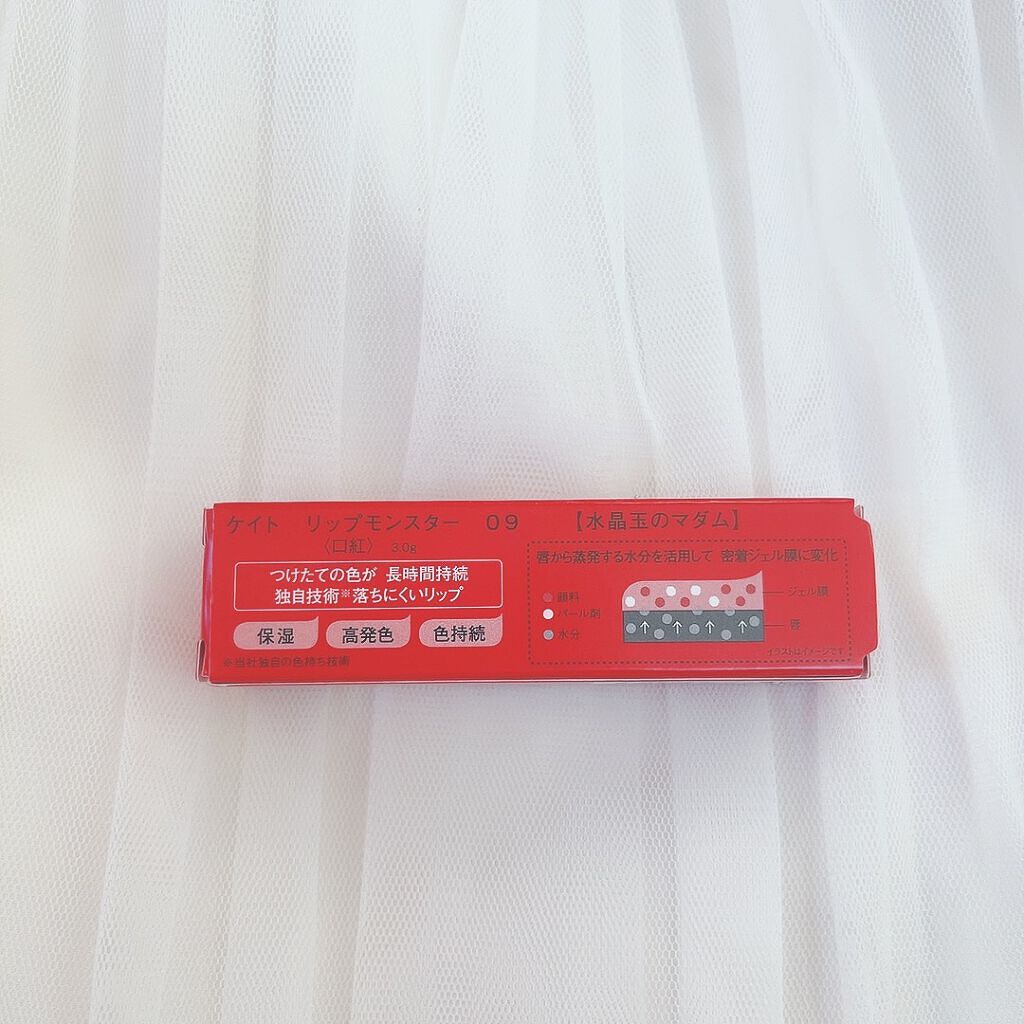 ケイト リップモンスター 09 【水晶玉のマダム】
〈口紅〉 3.0g
つけたての色が 長時間持続
独自技術※落ちにくいリップ
保湿 高発色 色持続
※当社独自の色持ち技術
唇から蒸発する水分を活用して 密着ジェル膜に変化
顔料
パール剤
水分
ジェル膜
唇
イラストはイメージです